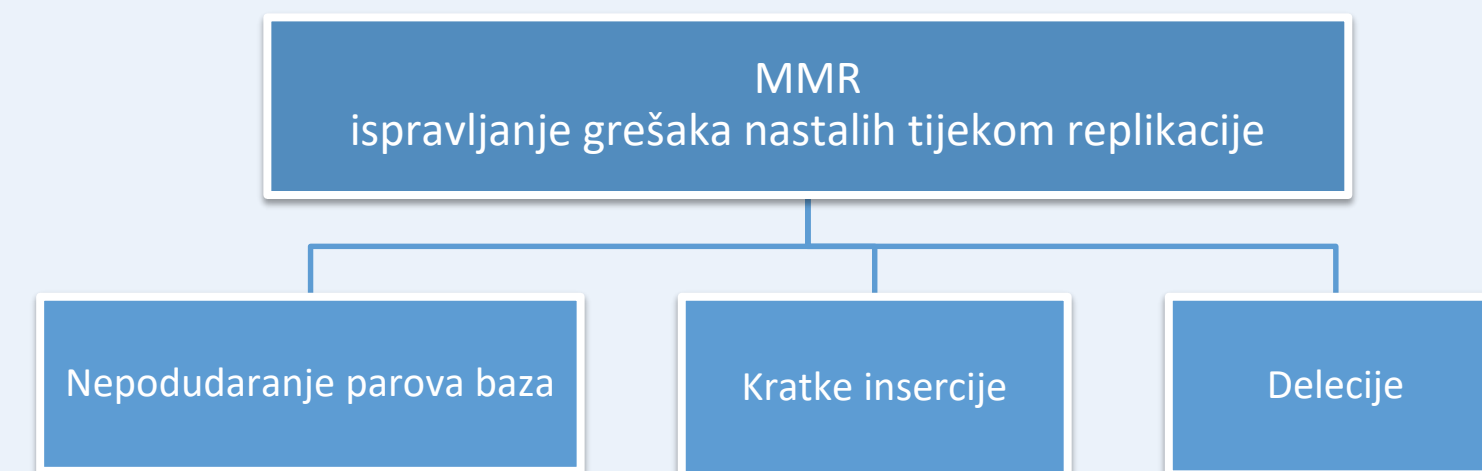 MMR
ispravljanje grešaka nastalih tijekom replikacije
Nepodudaranje parova baza
Kratke insercije
Delecije